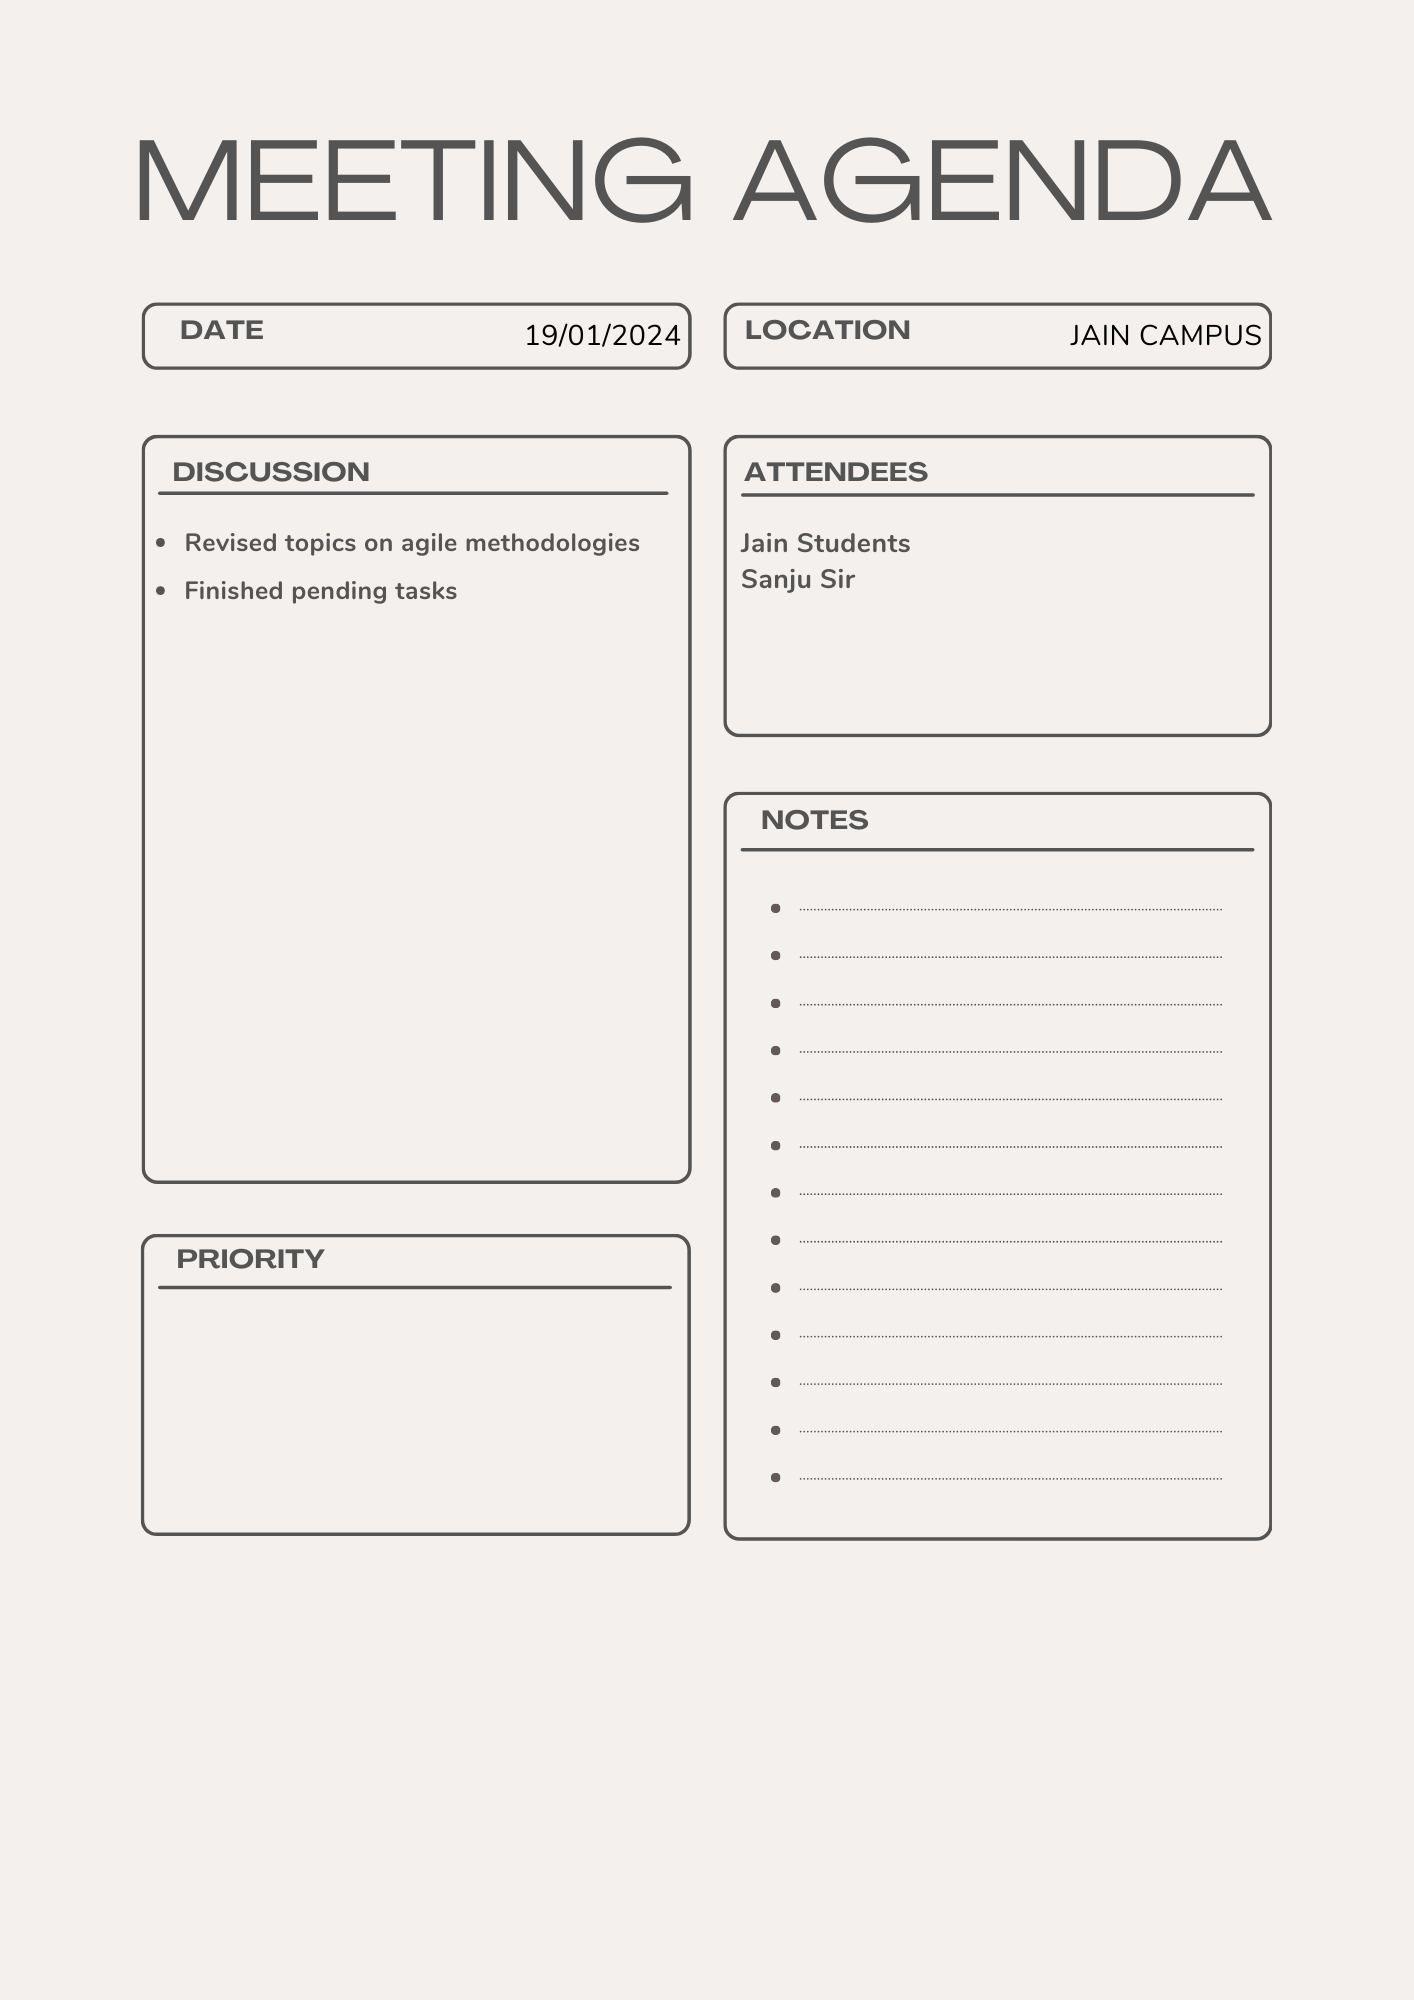 MEETING AGENDA
DATE 19/01/2024
LOCATION JAIN CAMPUS
DISCUSSION
• Revised topics on agile methodologies
• Finished pending tasks
ATTENDEES
Jain Students
Sanju Sir
NOTES
PRIORITY